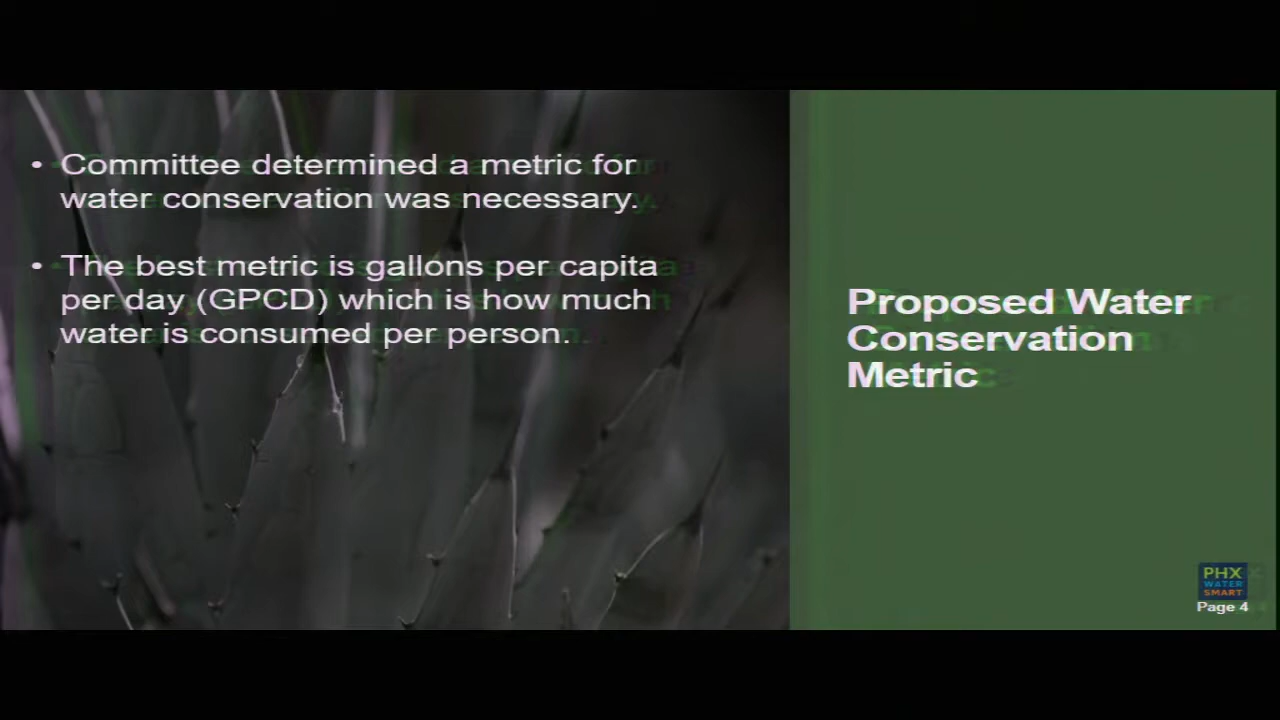 • Committee determined a metric for
water conservation was necessary.
• The best metric is gallons per capita
per day (GPCD) which is how much
water is consumed per person.
Proposed Water
Conservation
Metric
PHX
WATER
SMART
Page 4